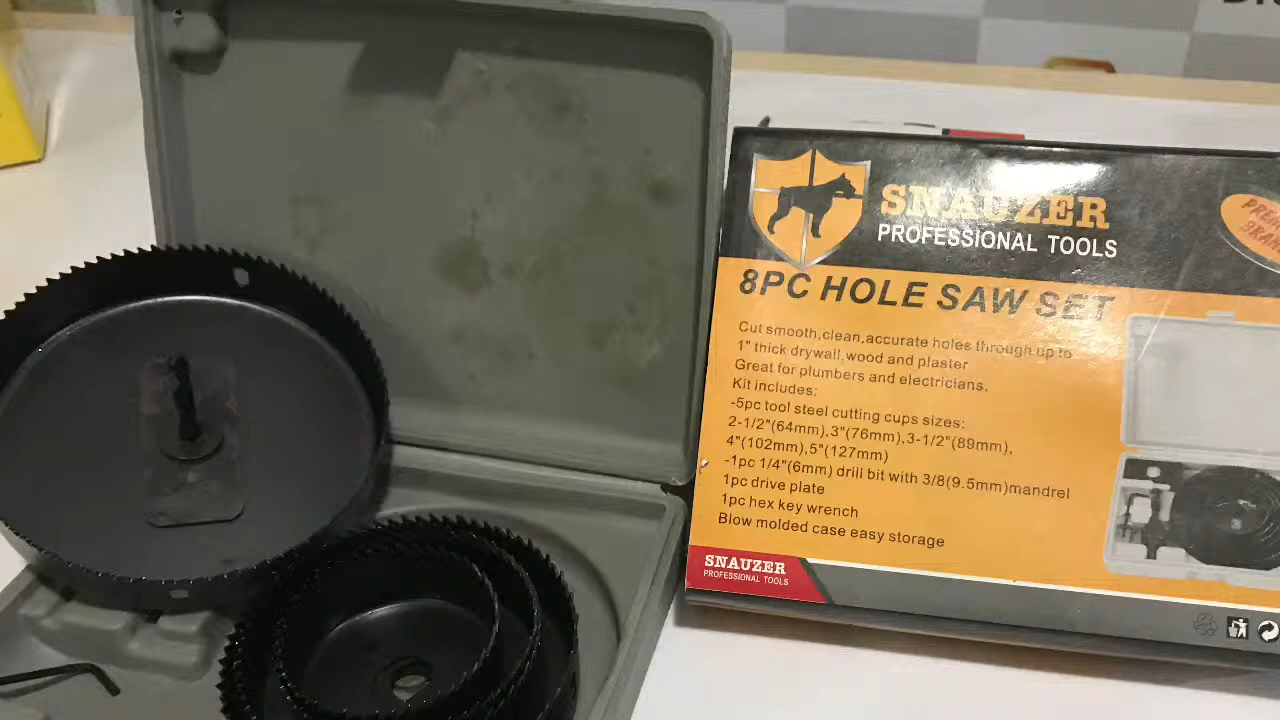 SNAUZER
PROFESSIONAL TOOLS
8PC HOLE SAW SET
Cut smooth,clean,accurate holes through up to
1" thick drywall,wood and plaster
Great for plumbers and electricians.
Kit includes:
-5pc tool steel cutting cups sizes:
2-1/2"(64mm),3"(76mm),3-1/2"(89mm),
4"(102mm),5"(127mm)
-1pc 1/4"(6mm) drill bit with 3/8(9.5mm)mandrel
1pc drive plate
1pc hex key wrench
Blow molded case easy storage
SNAUZER
PROFESSIONAL TOOLS